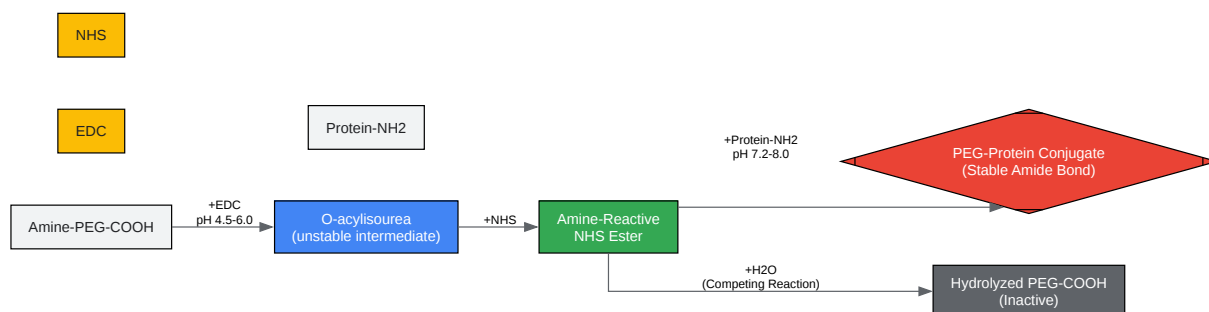 NHS
EDC
Protein-NH2
+Protein-NH2
pH 7.2-8.0
PEG-Protein Conjugate
(Stable Amide Bond)
Amine-PEG-COOH
+EDC
pH 4.5-6.0
O-acylisourea
(unstable intermediate)
+NHS
Amine-Reactive
NHS Ester
+H2O
(Competing Reaction)
Hydrolyzed PEG-COOH
(Inactive)